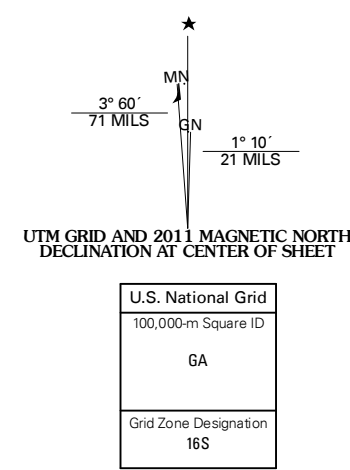 MN
3° 60´
71 MILS
GN
1° 10´
21 MILS
UTM GRID AND 2011 MAGNETIC NORTH
DECLINATION AT CENTER OF SHEET
U.S. National Grid
100,000-m Square ID
GA
Grid Zone Designation
16S